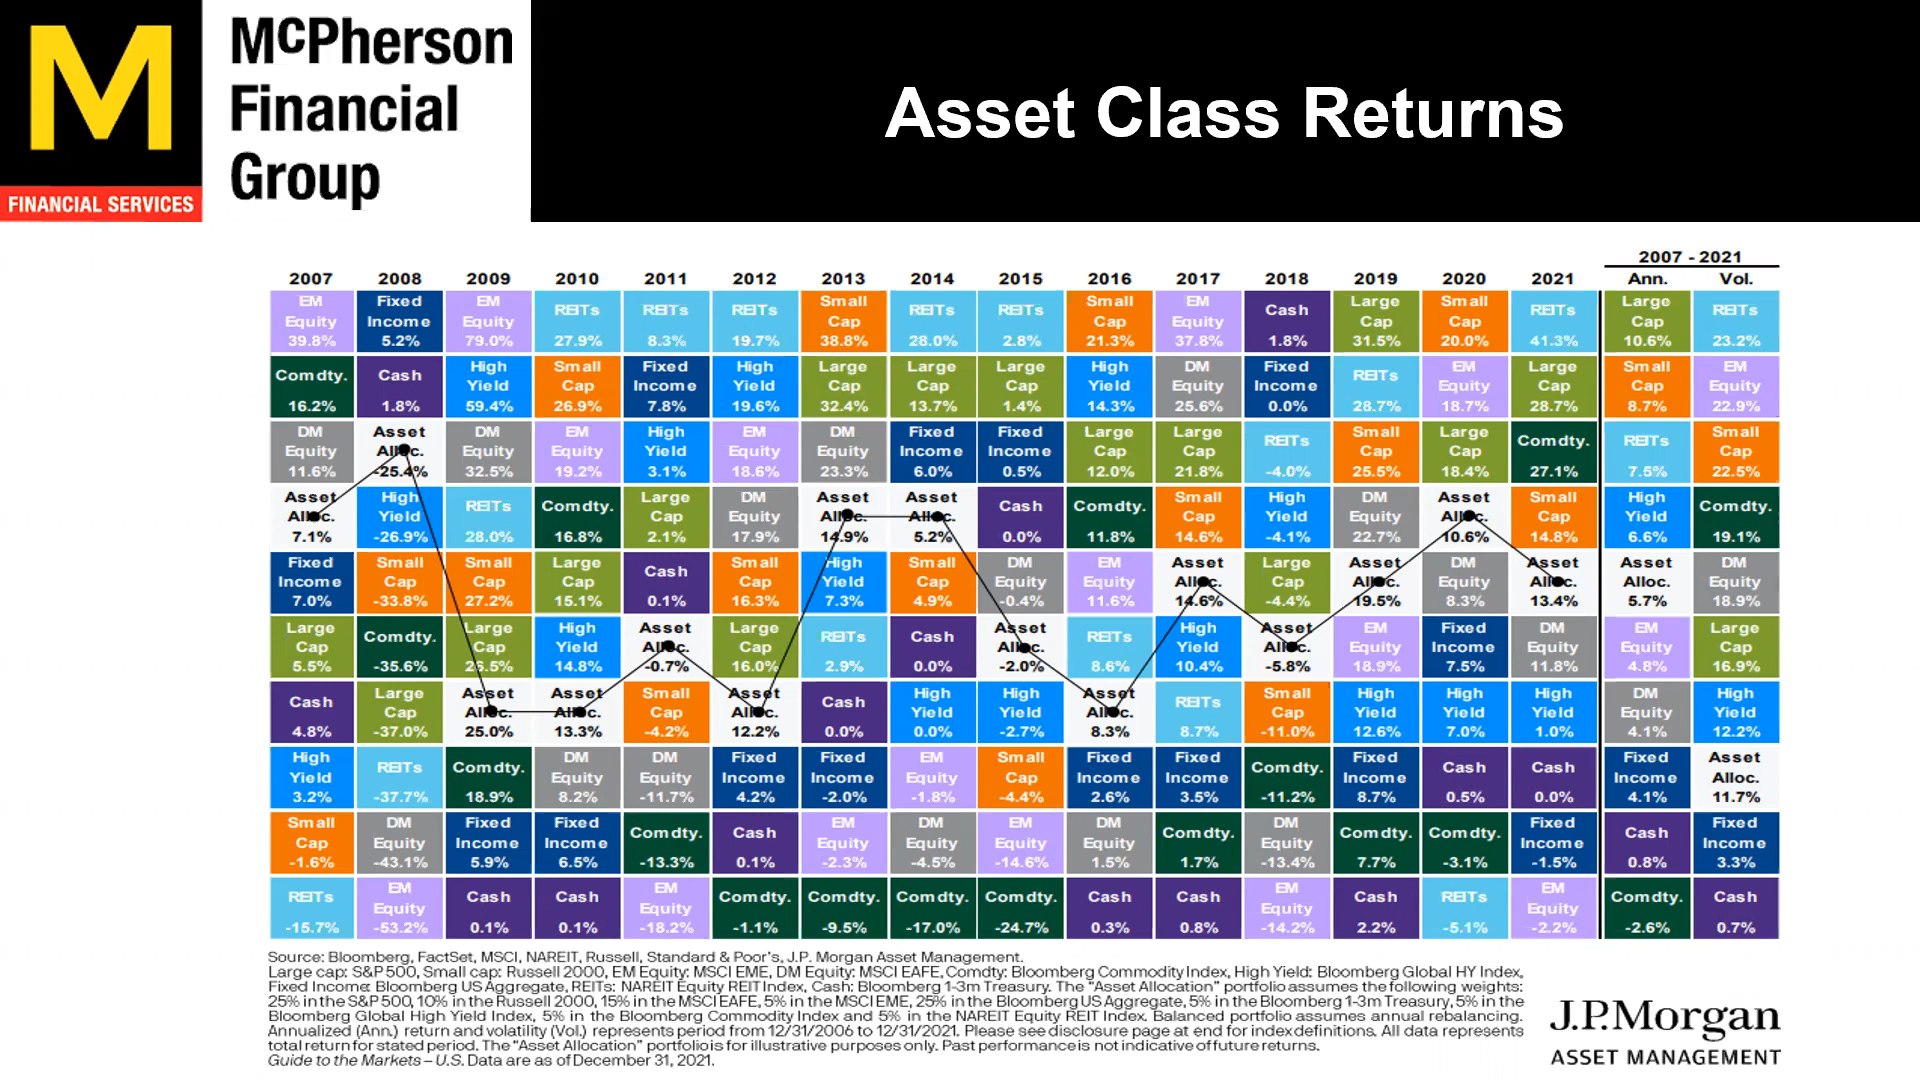 M
FINANCIAL SERVICES
McPherson
Financial
Group
Asset Class Returns
2007 - 2021
2007 2008 2009 2010 2011 2012 2013 2014 2015 2016 2017 2018 2019 2020 2021 Ann. Vol.
EM Equity 39.8% Fixed Income 5.2% EM Equity 79.0% REITs 27.9% REITs 8.3% REITs 19.7% Small Cap 38.8% REITs 28.0% REITs 2.8% Small Cap 21.3% EM Equity 37.8% Cash 1.8% Large Cap 31.5% Small Cap 20.0% REITs 41.3% Large Cap 10.6% REITs 23.2%
Comdty. 16.2% Cash 1.8% High Yield 59.4% Small Cap 26.9% Fixed Income 7.8% High Yield 19.6% Large Cap 32.4% Large Cap 13.7% Large Cap 1.4% High Yield 14.3% DM Equity 25.6% Fixed Income 0.0% REITs 28.7% EM Equity 18.7% Large Cap 28.7% Small Cap 8.7% EM Equity 22.9%
DM Equity 11.6% Asset Alloc. -25.4% DM Equity 32.5% EM Equity 19.2% High Yield 3.1% EM Equity 18.6% DM Equity 23.3% Fixed Income 6.0% Fixed Income 0.5% Large Cap 12.0% Large Cap 21.8% REITs -4.0% Small Cap 25.5% Large Cap 18.4% Comdty. 27.1% REITs 7.5% Small Cap 22.5%
Asset Alloc. 7.1% High Yield -26.9% REITs 28.0% Comdty. 16.8% Large Cap 2.1% DM Equity 17.9% Asset Alloc. 14.9% Asset Alloc. 5.2% Cash 0.0% Comdty. 11.8% Small Cap 14.6% High Yield -4.1% DM Equity 22.7% Asset Alloc. 10.6% Small Cap 14.8% High Yield 6.6% Comdty. 19.1%
Fixed Income 7.0% Small Cap -33.8% Small Cap 27.2% Large Cap 15.1% Cash 0.1% Small Cap 16.3% High Yield 7.3% Small Cap 4.9% DM Equity -0.4% EM Equity 11.6% Asset Alloc. 14.6% Large Cap -4.4% Asset Alloc. 19.5% DM Equity 8.3% Asset Alloc. 13.4% Asset Alloc. 5.7% DM Equity 18.9%
Large Cap 5.5% Comdty. -35.6% Large Cap 26.5% High Yield 14.8% Asset Alloc. -0.7% Large Cap 16.0% REITs 2.9% Cash 0.0% Asset Alloc. -2.0% REITs 8.6% High Yield 10.4% Asset Alloc. -5.8% EM Equity 18.9% Fixed Income 7.5% DM Equity 11.8% EM Equity 4.8% Large Cap 16.9%
Cash 4.8% Large Cap -37.0% Asset Alloc. 25.0% Asset Alloc. 13.3% Small Cap -4.2% Asset Alloc. 12.2% Cash 0.0% High Yield 0.0% High Yield -2.7% Asset Alloc. 8.3% REITs 8.7% Small Cap -11.0% High Yield 12.6% High Yield 7.0% High Yield 1.0% DM Equity 4.1% High Yield 12.2%
High Yield 3.2% REITs -37.7% Comdty. 18.9% DM Equity 8.2% DM Equity -11.7% Fixed Income 4.2% Fixed Income -2.0% EM Equity -1.8% Small Cap -4.4% Fixed Income 2.6% Fixed Income 3.5% Comdty. -11.2% Fixed Income 8.7% Cash 0.5% Cash 0.0% Fixed Income 4.1% Asset Alloc. 11.7%
Small Cap -1.6% DM Equity -43.1% Fixed Income 5.9% Fixed Income 6.5% Comdty. -13.3% Cash 0.1% EM Equity -2.3% DM Equity -4.5% EM Equity -14.6% DM Equity 1.5% Comdty. 1.7% DM Equity -13.4% Comdty. 7.7% Comdty. -3.1% Fixed Income -1.5% Cash 0.8% Fixed Income 3.3%
REITs -15.7% EM Equity -53.2% Cash 0.1% Cash 0.1% EM Equity -18.2% Comdty. -1.1% Comdty. -9.5% Comdty. -17.0% Comdty. -24.7% Cash 0.3% Cash 0.8% EM Equity -14.2% Cash 2.2% REITs -5.1% EM Equity -2.2% Comdty. -2.6% Cash 0.7%
Source: Bloomberg, FactSet, MSCI, NAREIT, Russell, Standard & Poor's, J.P. Morgan Asset Management.
Large cap: S&P 500, Small cap: Russell 2000, EM Equity: MSCI EME, DM Equity: MSCI EAFE, Comdty: Bloomberg Commodity Index, High Yield: Bloomberg Global HY Index,
Fixed Income: Bloomberg US Aggregate, REITs: NAREIT Equity REIT Index, Cash: Bloomberg 1-3m Treasury. The "Asset Allocation" portfolio assumes the following weights:
25% in the S&P 500, 10% in the Russell 2000, 15% in the MSCI EAFE, 5% in the MSCI EME, 25% in the Bloomberg US Aggregate, 5% in the Bloomberg 1-3m Treasury, 5% in the
Bloomberg Global High Yield Index, 5% in the Bloomberg Commodity Index and 5% in the NAREIT Equity REIT Index. Balanced portfolio assumes annual rebalancing.
Annualized (Ann.) return and volatility (Vol.) represents period from 12/31/2006 to 12/31/2021. Please see disclosure page at end for index definitions. All data represents
total return for stated period. The "Asset Allocation" portfolio is for illustrative purposes only. Past performance is not indicative of future returns.
Guide to the Markets – U.S. Data are as of December 31, 2021.
J.P.Morgan
ASSET MANAGEMENT